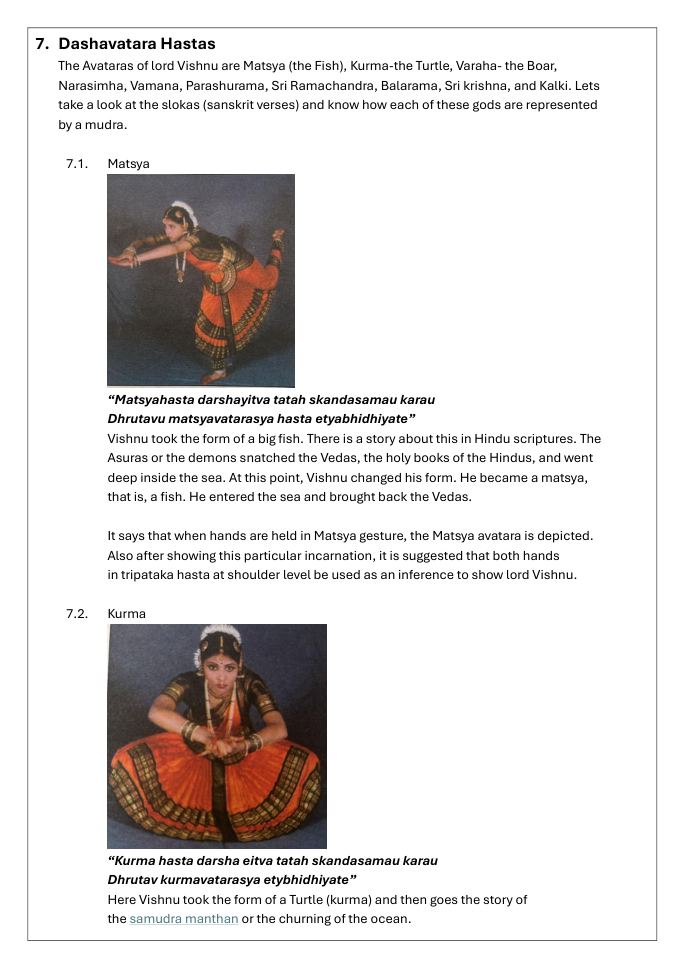 7. Dashavatara Hastas
The Avataras of lord Vishnu are Matsya (the Fish), Kurma-the Turtle, Varaha- the Boar,
Narasimha, Vamana, Parashurama, Sri Ramachandra, Balarama, Sri krishna, and Kalki. Lets
take a look at the slokas (sanskrit verses) and know how each of these gods are represented
by a mudra.
7.1. Matsya
“Matsyahasta darshayitva tatah skandasamau karau
Dhrutavu matsyavatarasya hasta etyabhidhiyate”
Vishnu took the form of a big fish. There is a story about this in Hindu scriptures. The
Asuras or the demons snatched the Vedas, the holy books of the Hindus, and went
deep inside the sea. At this point, Vishnu changed his form. He became a matsya,
that is, a fish. He entered the sea and brought back the Vedas.
It says that when hands are held in Matsya gesture, the Matsya avatara is depicted.
Also after showing this particular incarnation, it is suggested that both hands
in tripataka hasta at shoulder level be used as an inference to show lord Vishnu.
7.2. Kurma
“Kurma hasta darsha eitva tatah skandasamau karau
Dhrutav kurmavatarasya etybhidhiyate”
Here Vishnu took the form of a Turtle (kurma) and then goes the story of
the samudra manthan or the churning of the ocean.